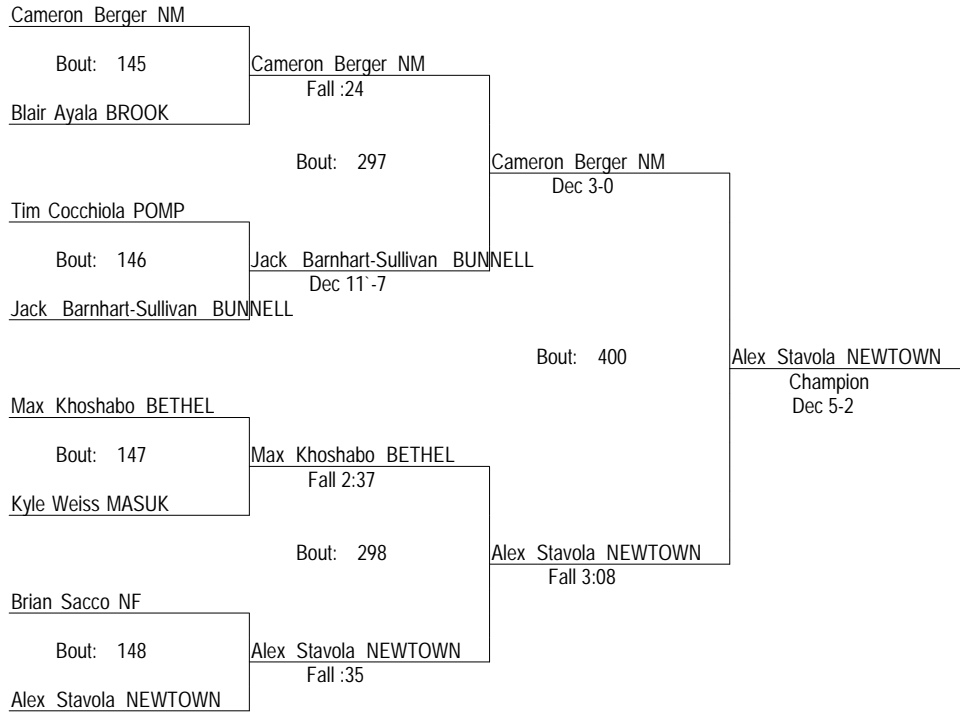 Cameron Berger NM
Bout: 145
Cameron Berger NM
Fall :24
Blair Ayala BROOK
Bout: 297
Cameron Berger NM
Dec 3-0
Tim Cocchiola POMP
Bout: 146
Jack Barnhart-Sullivan BUNNELL
Dec 11`-7
Jack Barnhart-Sullivan BUNNELL
Bout: 400
Alex Stavola NEWTOWN
Champion
Dec 5-2
Max Khoshabo BETHEL
Bout: 147
Max Khoshabo BETHEL
Fall 2:37
Kyle Weiss MASUK
Bout: 298
Alex Stavola NEWTOWN
Fall 3:08
Brian Sacco NF
Bout: 148
Alex Stavola NEWTOWN
Fall :35
Alex Stavola NEWTOWN